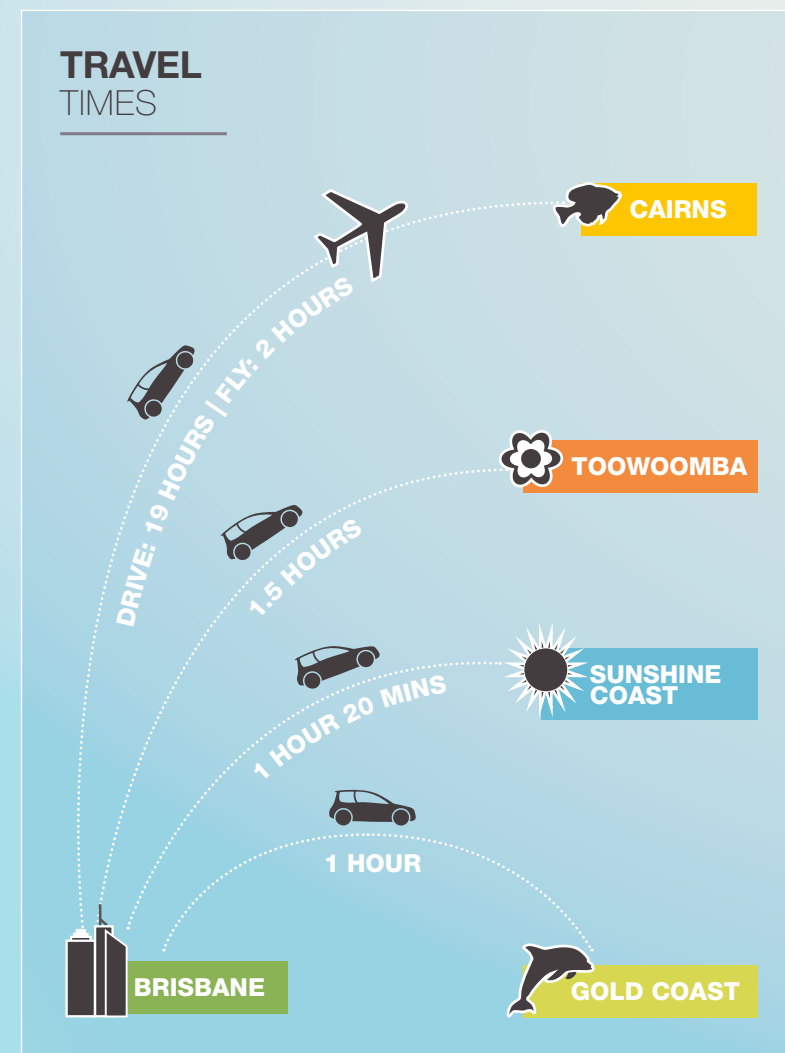 TRAVEL
TIMES
CAIRNS
DRIVE: 19 HOURS | FLY: 2 HOURS
TOOWOOMBA
1.5 HOURS
SUNSHINE
COAST
1 HOUR 20 MINS
1 HOUR
BRISBANE
GOLD COAST